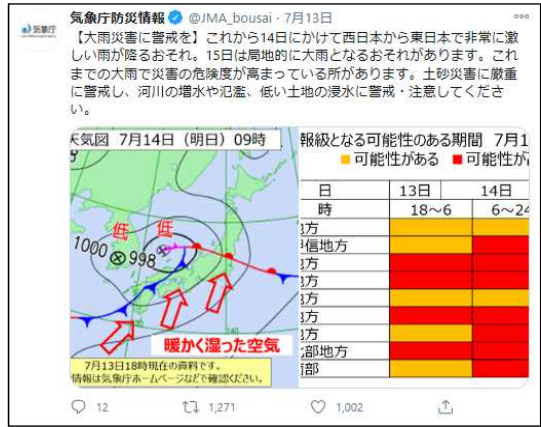 気象庁
気象庁防災情報 @JMA_bousai · 7月13日
【大雨災害に警戒を】これから14日にかけて西日本から東日本で非常に激
しい雨が降るおそれ。15日は局地的に大雨となるおそれがあります。これ
までの大雨で災害の危険度が高まっている所があります。土砂災害に厳重
に警戒し、河川の増水や氾濫、低い土地の浸水に警戒・注意してくださ
い。
天気図 7月14日（明日）09時
低 低
1000 998
140
暖かく湿った空気
7月13日18時現在の資料です。
情報は気象庁ホームページなどで確認ください。
報級となる可能性のある期間 7月1
可能性がある 可能性が
日 13日 14日
時 18～6 6～24
地方
信地方
地方
地方
地方
地方
地方
北部地方
部
12 1,271 1,002